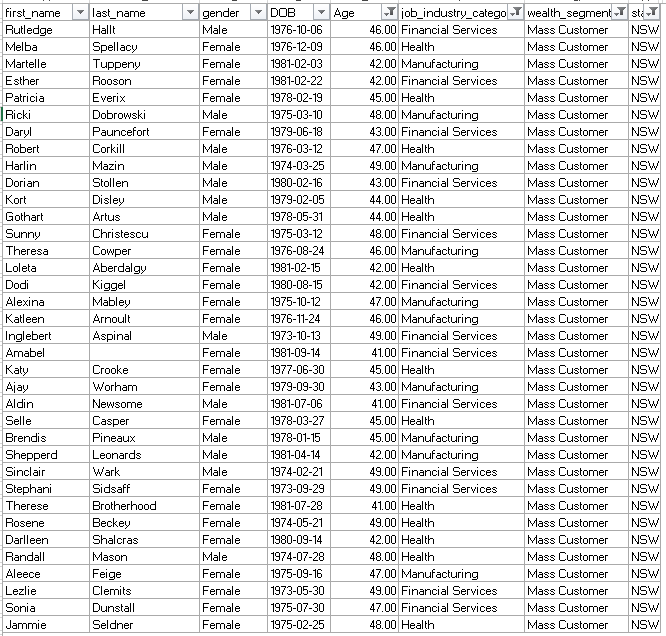 first_name last_name gender DOB Age job_industry_catego wealth_segment sta
Rutledge Hallt Male 1976-10-06 46.00 Financial Services Mass Customer NSW
Melba Spellacy Female 1976-12-09 46.00 Health Mass Customer NSW
Martelle Tuppeny Female 1981-02-03 42.00 Manufacturing Mass Customer NSW
Esther Rooson Female 1981-02-22 42.00 Financial Services Mass Customer NSW
Patricia Everix Female 1978-02-19 45.00 Health Mass Customer NSW
Ricki Dobrowski Male 1975-03-10 48.00 Manufacturing Mass Customer NSW
Daryl Pauncefort Female 1979-06-18 43.00 Financial Services Mass Customer NSW
Robert Corkill Male 1976-03-12 47.00 Health Mass Customer NSW
Harlin Mazin Male 1974-03-25 49.00 Manufacturing Mass Customer NSW
Dorian Stollen Male 1980-02-16 43.00 Financial Services Mass Customer NSW
Kort Disley Male 1979-02-05 44.00 Health Mass Customer NSW
Gothart Artus Male 1978-05-31 44.00 Health Mass Customer NSW
Sunny Christescu Female 1975-03-12 48.00 Financial Services Mass Customer NSW
Theresa Cowper Female 1976-08-24 46.00 Manufacturing Mass Customer NSW
Loleta Aberdalgy Female 1981-02-15 42.00 Health Mass Customer NSW
Dodi Kiggel Female 1980-08-15 42.00 Financial Services Mass Customer NSW
Alexina Mabley Female 1975-10-12 47.00 Manufacturing Mass Customer NSW
Katleen Arnoult Female 1976-11-24 46.00 Manufacturing Mass Customer NSW
Inglebert Aspinal Male 1973-10-13 49.00 Financial Services Mass Customer NSW
Amabel Female 1981-09-14 41.00 Financial Services Mass Customer NSW
Katy Crooke Female 1977-06-30 45.00 Health Mass Customer NSW
Ajay Worham Female 1979-09-30 43.00 Manufacturing Mass Customer NSW
Aldin Newsome Male 1981-07-06 41.00 Financial Services Mass Customer NSW
Selle Casper Female 1978-03-27 45.00 Health Mass Customer NSW
Brendis Pineaux Male 1978-01-15 45.00 Manufacturing Mass Customer NSW
Shepperd Leonards Male 1981-04-14 42.00 Manufacturing Mass Customer NSW
Sinclair Wark Male 1974-02-21 49.00 Financial Services Mass Customer NSW
Stephani Sidsaff Female 1973-09-29 49.00 Financial Services Mass Customer NSW
Therese Brotherhood Female 1981-07-28 41.00 Health Mass Customer NSW
Rosene Beckey Female 1974-05-21 49.00 Health Mass Customer NSW
Darlleen Shalcras Female 1980-09-14 42.00 Health Mass Customer NSW
Randall Mason Male 1974-07-28 48.00 Health Mass Customer NSW
Aleece Feige Female 1975-09-16 47.00 Manufacturing Mass Customer NSW
Lezlie Clemits Female 1973-05-30 49.00 Financial Services Mass Customer NSW
Sonia Dunstall Female 1975-07-30 47.00 Financial Services Mass Customer NSW
Jammie Seldner Female 1975-02-25 48.00 Health Mass Customer NSW